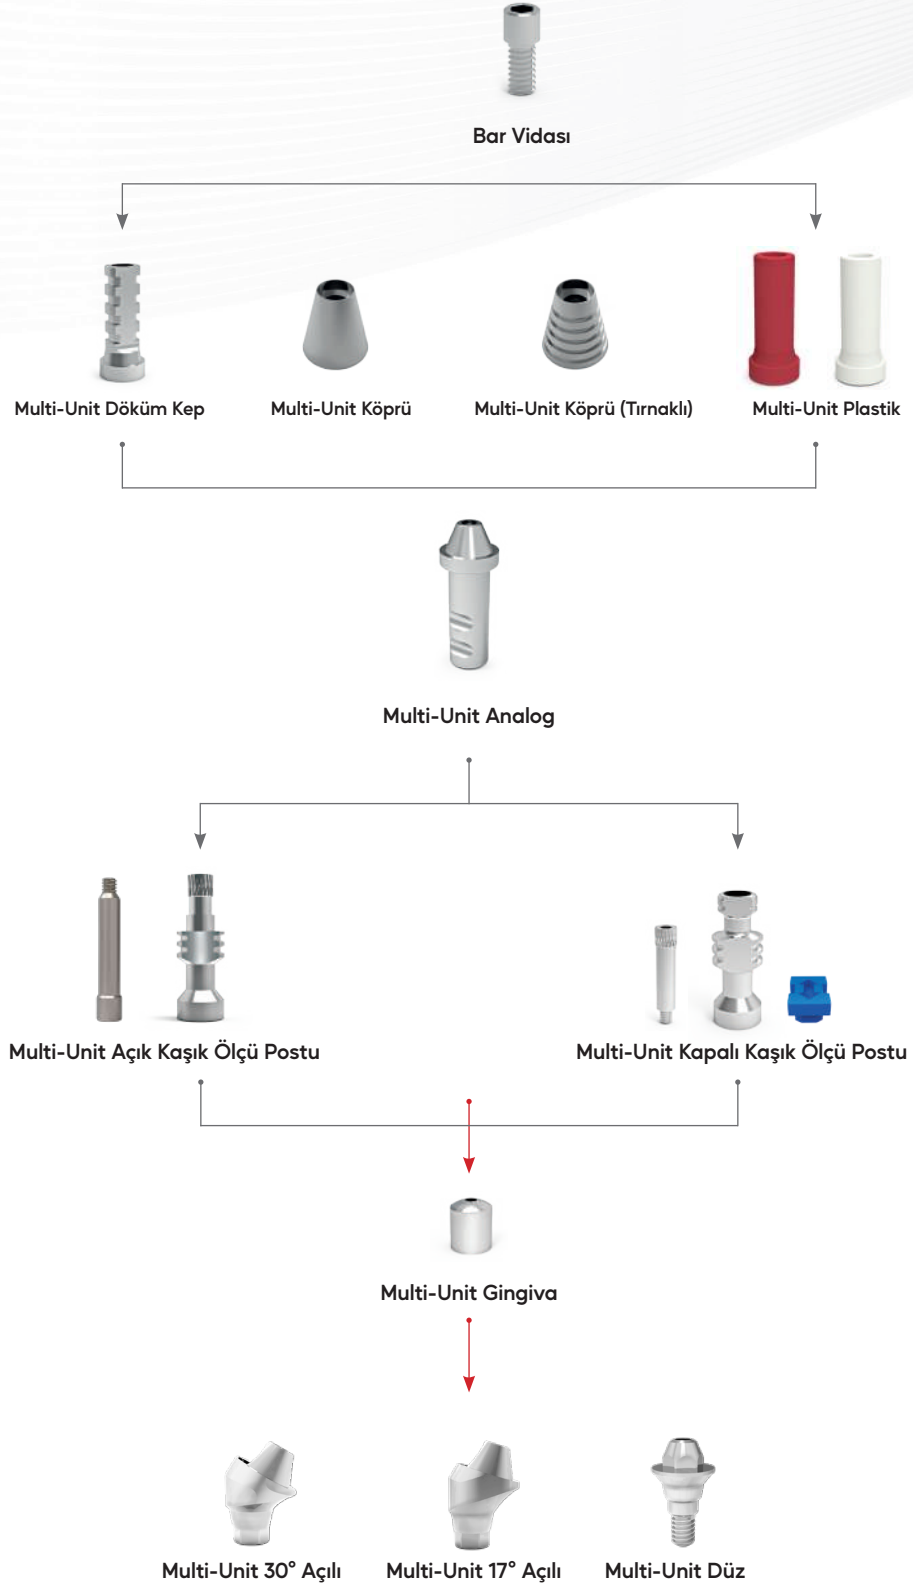 Bar Vidası
Multi-Unit Döküm Kep
Multi-Unit Köprü
Multi-Unit Köprü (Tırnaklı)
Multi-Unit Plastik
Multi-Unit Analog
Multi-Unit Açık Kaşık Ölçü Postu
Multi-Unit Kapalı Kaşık Ölçü Postu
Multi-Unit Gingiva
Multi-Unit 30° Açılı
Multi-Unit 17° Açılı
Multi-Unit Düz